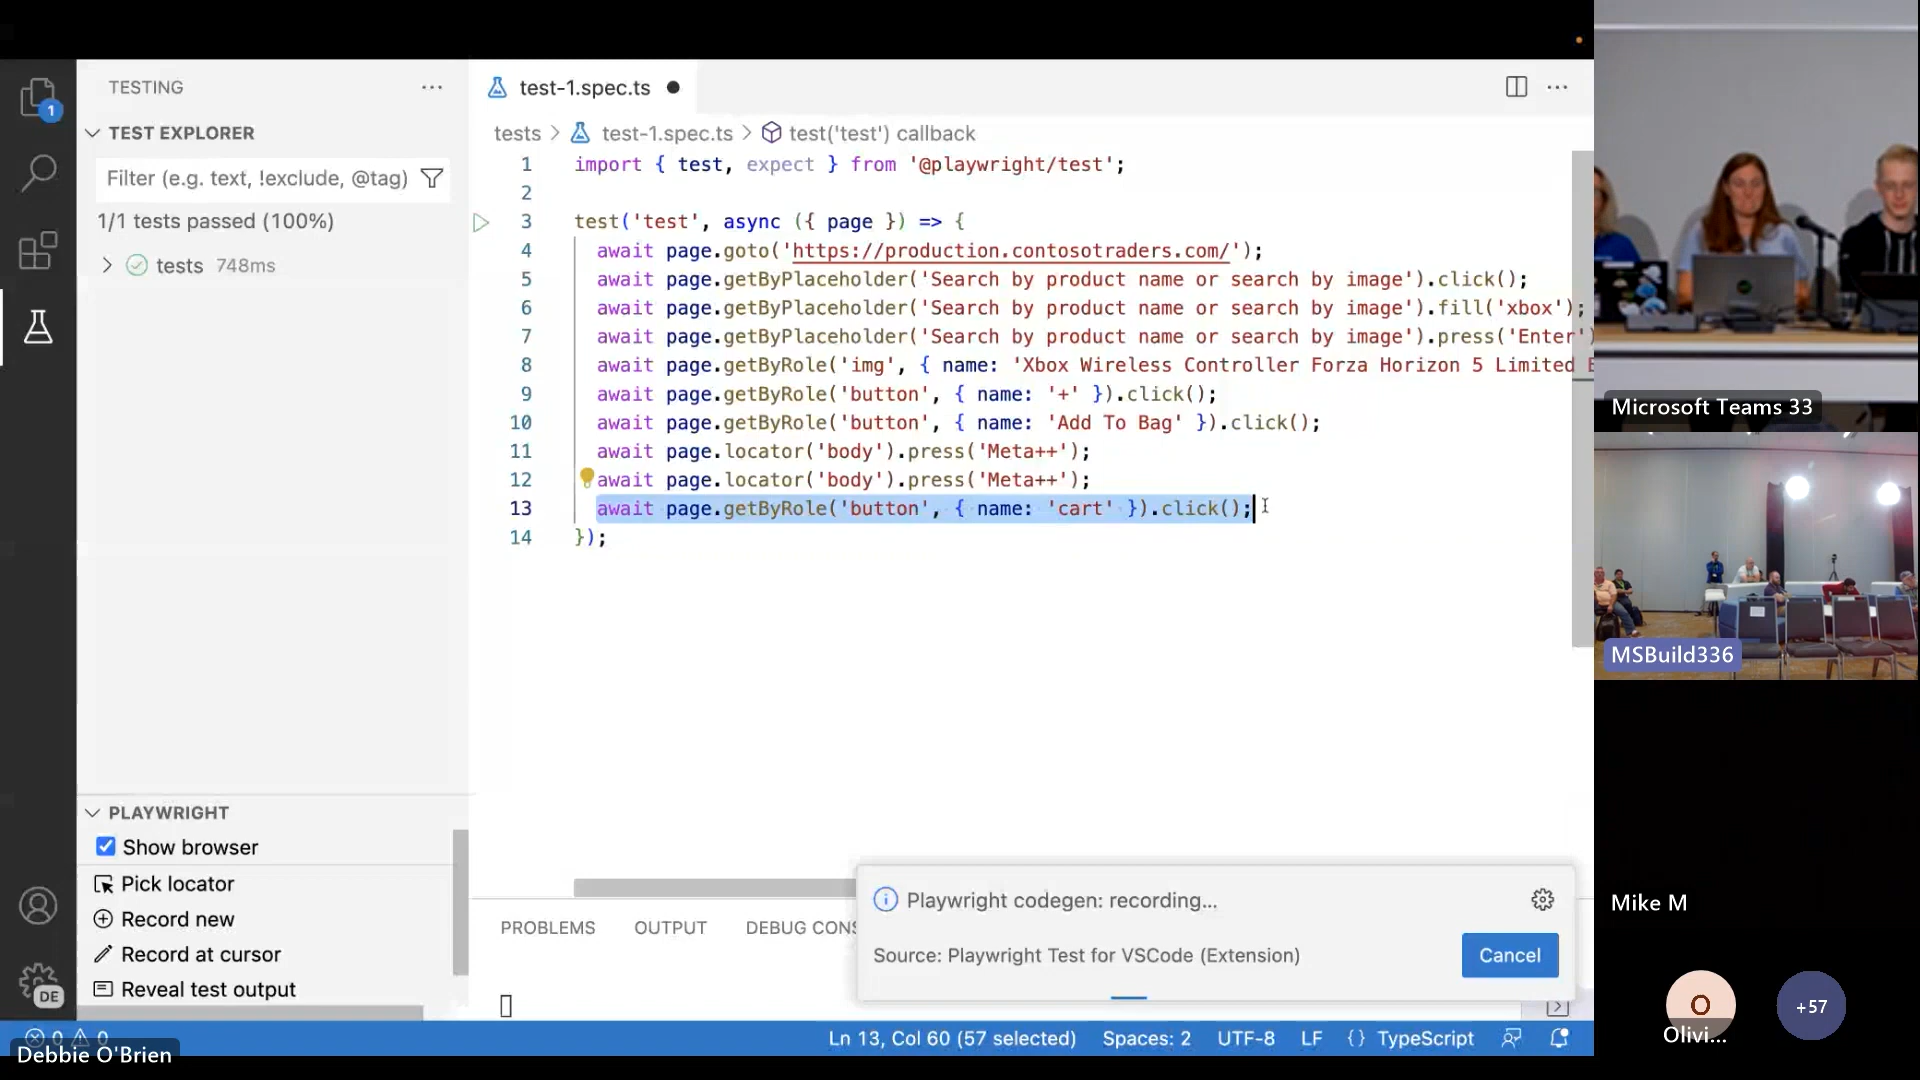 TESTING
TEST EXPLORER
Filter (e.g. text, !exclude, @tag)
1/1 tests passed (100%)
tests 748ms
1
PLAYWRIGHT
Show browser
Pick locator
Record new
Record at cursor
Reveal test output
DE
test-1.spec.ts
tests > test-1.spec.ts > test('test') callback
1 import { test, expect } from '@playwright/test';
2
3 test('test', async ({ page }) => {
4 await page.goto('https://production.contosotraders.com/');
5 await page.getByPlaceholder('Search by product name or search by image').click();
6 await page.getByPlaceholder('Search by product name or search by image').fill('xbox');
7 await page.getByPlaceholder('Search by product name or search by image').press('Enter')
8 await page.getByRole('img', { name: 'Xbox Wireless Controller Forza Horizon 5 Limited E
9 await page.getByRole('button', { name: '+' }).click();
10 await page.getByRole('button', { name: 'Add To Bag' }).click();
11 await page.locator('body').press('Meta++');
12 await page.locator('body').press('Meta++');
13 await page.getByRole('button', { name: 'cart' }).click();
14 });
PROBLEMS OUTPUT DEBUG CONS
Playwright codegen: recording...
Source: Playwright Test for VSCode (Extension)
Cancel
0 0
Ln 13, Col 60 (57 selected) Spaces: 2 UTF-8 LF {} TypeScript
Debbie O'Brien
Microsoft Teams 33
MSBuild336
Mike M
O
Olivi...
+57